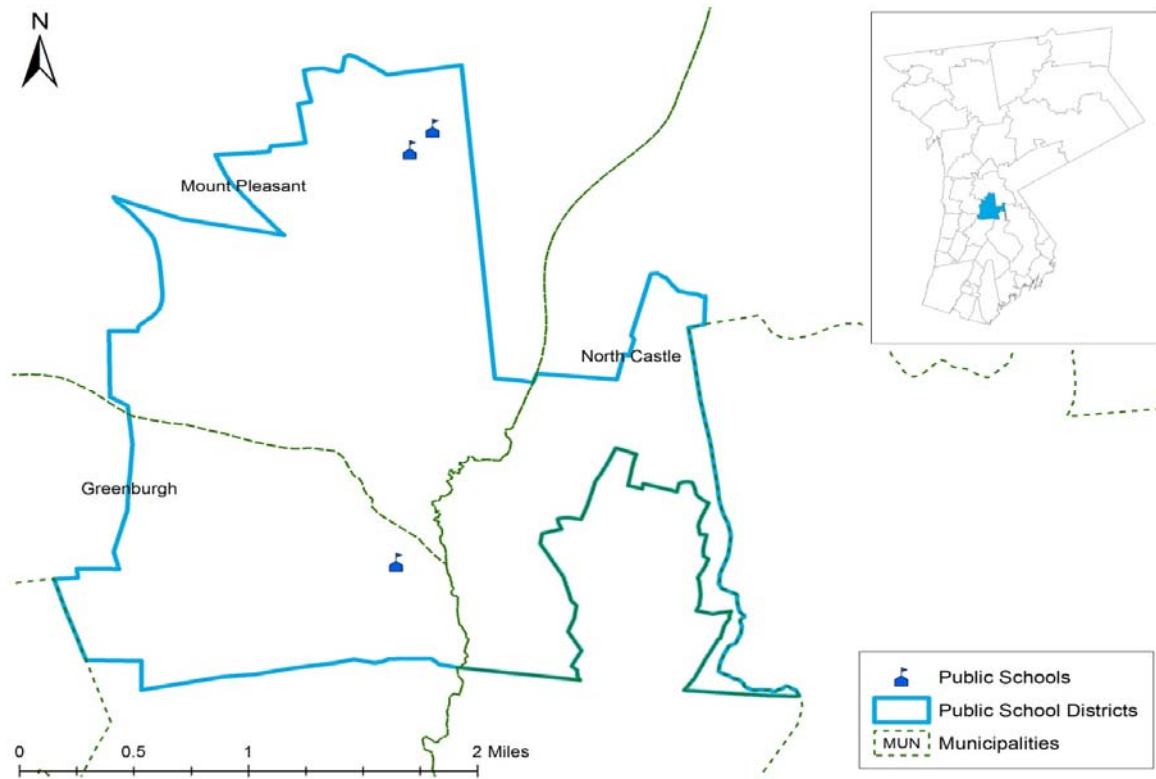 N
Mount Pleasant
North Castle
Greenburgh
Public Schools
Public School Districts
MUN Municipalities
0 0.5 1 2 Miles